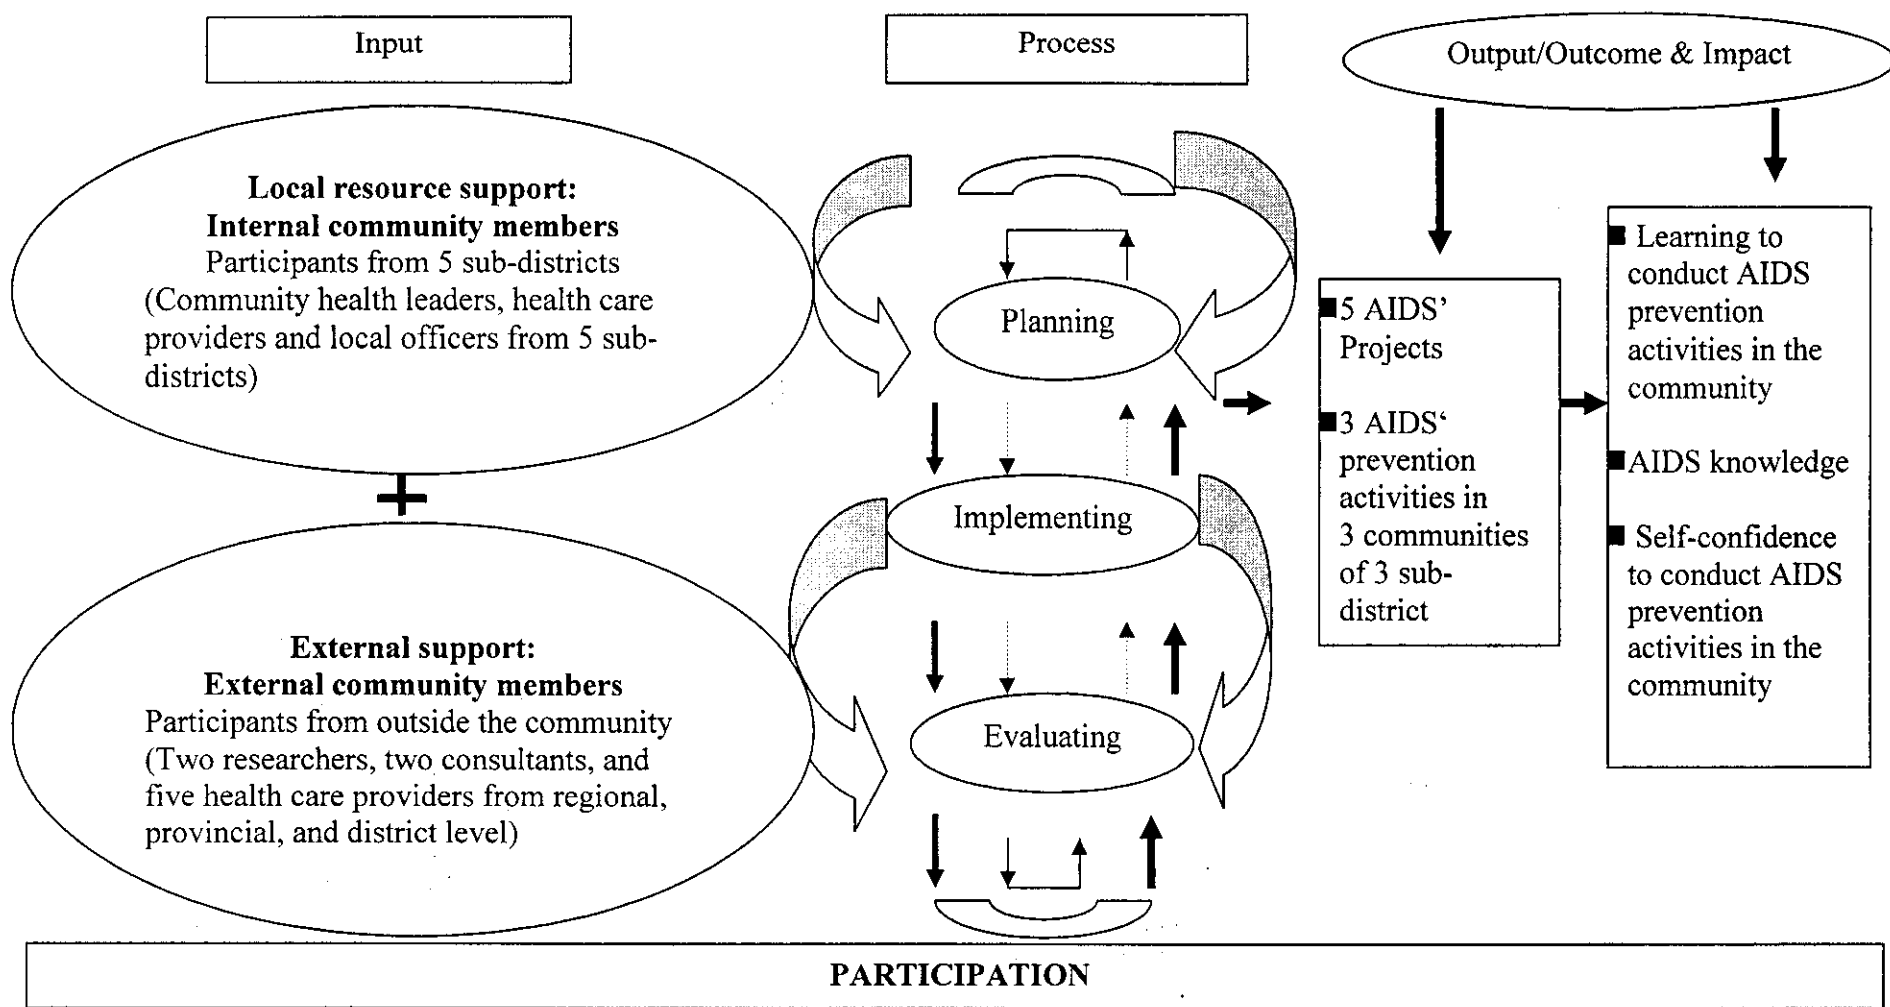 Input
Process
Output/Outcome & Impact
Local resource support:
Internal community members
Participants from 5 sub-districts
(Community health leaders, health care
providers and local officers from 5 sub-
districts)
External support:
External community members
Participants from outside the community
(Two researchers, two consultants, and
five health care providers from regional,
provincial, and district level)
Planning
Implementing
Evaluating
5 AIDS’
Projects
3 AIDS‘
prevention
activities in
3 communities
of 3 sub-
district
Learning to
conduct AIDS
prevention
activities in the
community
AIDS knowledge
Self-confidence
to conduct AIDS
prevention
activities in the
community
PARTICIPATION